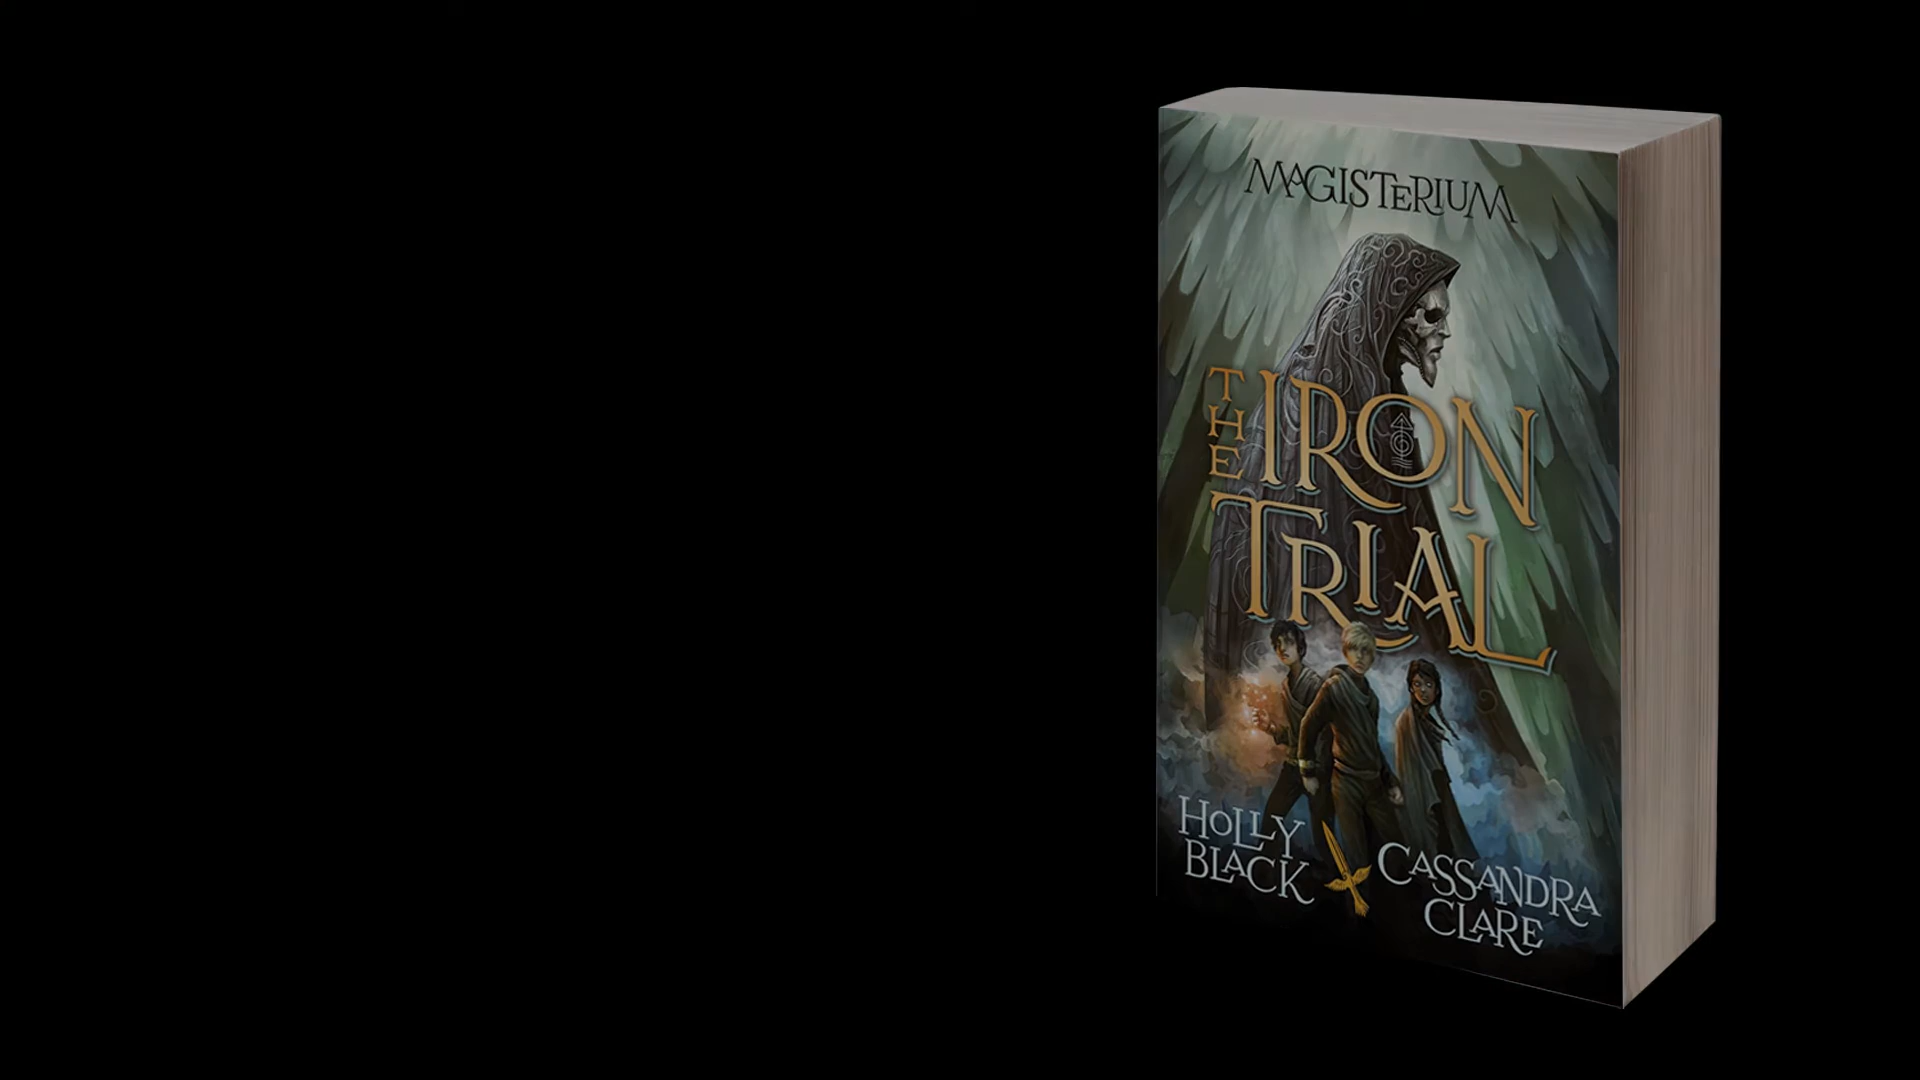 MAGISTERIUM
THE IRON
TRIAL
HOLLY
BLACK
CASSANDRA
CLARE